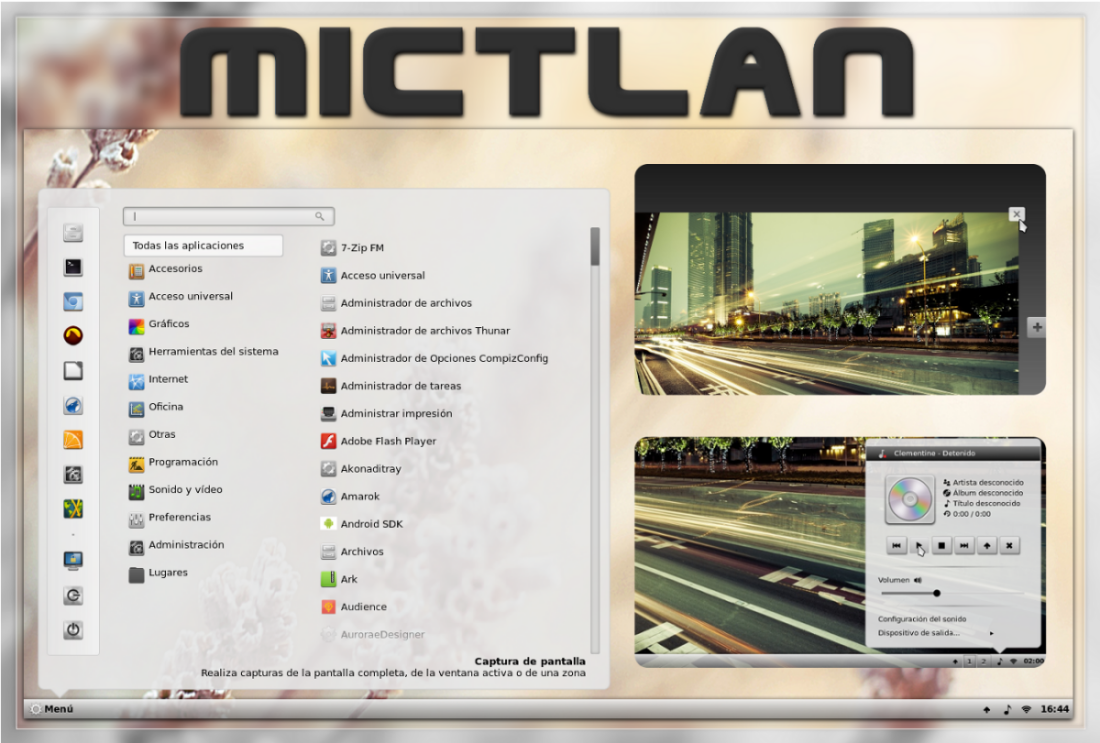 MICTLAN
Todas las aplicaciones
Accesorios
Acceso universal
Gráficos
Herramientas del sistema
Internet
Oficina
Otras
Programación
Sonido y vídeo
Preferencias
Administración
Lugares
7-Zip FM
Acceso universal
Administrador de archivos
Administrador de archivos Thunar
Administrador de Opciones CompizConfig
Administrador de tareas
Administrar impresión
Adobe Flash Player
Akonaditray
Amarok
Android SDK
Archivos
Ark
Audience
AuroraeDesigner
Captura de pantalla
Realiza capturas de la pantalla completa, de de la ventana activa o de una zona
Menú
16:44
Clementine - Detenido
Artista desconocido
Álbum desconocido
Título desconocido
0:00 / 0:00
Volumen
Configuración del sonido
Dispositivo de salida...
1 2 02:00